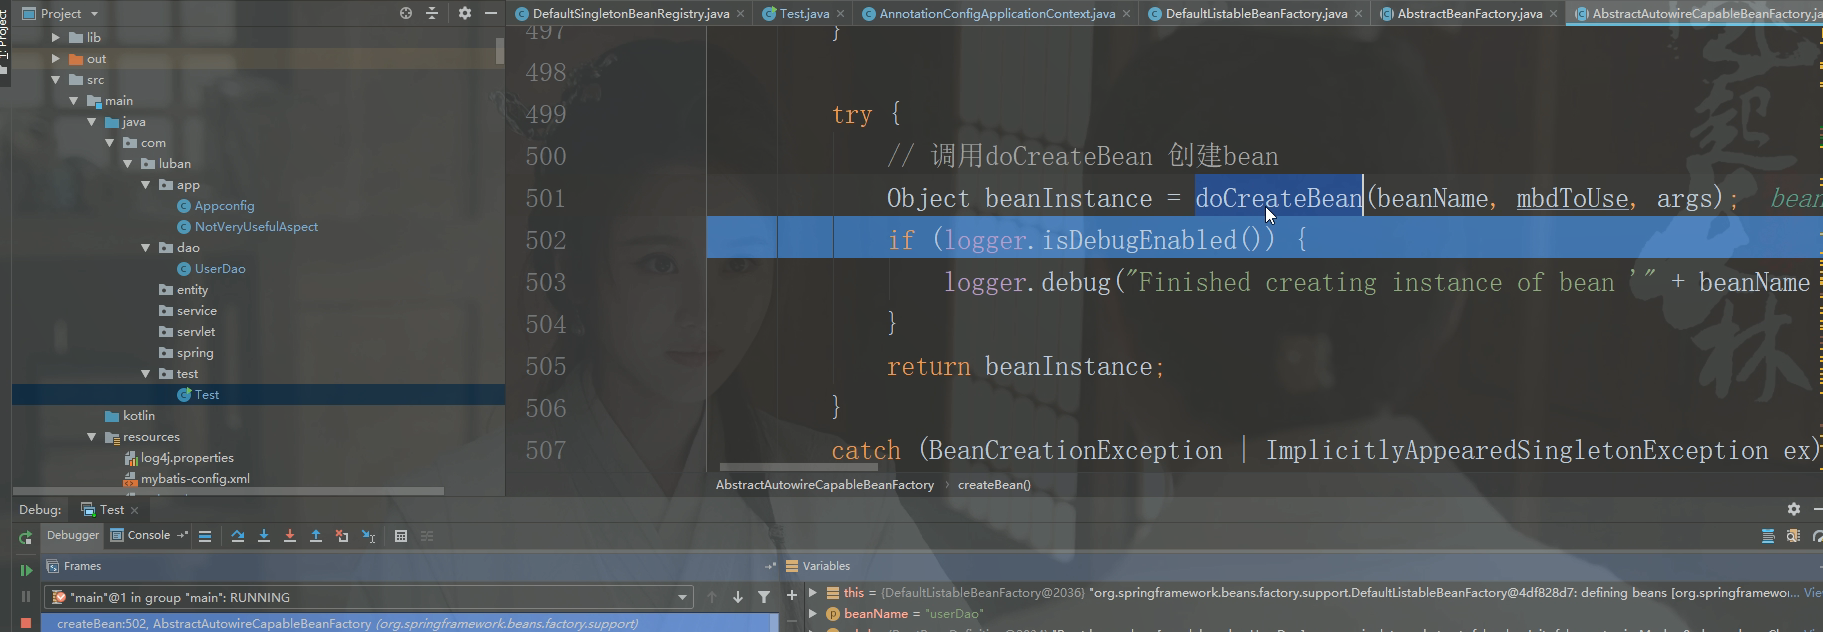 Project
DefaultSingletonBeanRegistry.java
Test.java
AnnotationConfigApplicationContext.java
DefaultListableBeanFactory.java
AbstractBeanFactory.java
AbstractAutowireCapableBeanFactory.ja
1: Project
lib
out
src
main
java
com
luban
app
Appconfig
NotVeryUsefulAspect
dao
UserDao
entity
service
servlet
spring
test
Test
kotlin
resources
log4j.properties
mybatis-config.xml
497 }
498
499 try {
500 // 调用doCreateBean 创建bean
501 Object beanInstance = doCreateBean(beanName, mbdToUse, args); bean
502 if (logger.isDebugEnabled()) {
503 logger.debug("Finished creating instance of bean '" + beanName
504 }
505 return beanInstance;
506 }
507 catch (BeanCreationException | ImplicitlyAppearedSingletonException ex)
起
林
AbstractAutowireCapableBeanFactory › createBean()
Debug: Test
Debugger Console
Frames
Variables
"main"@1 in group "main": RUNNING
createBean:502, AbstractAutowireCapableBeanFactory (org.springframework.beans.factory.support)
this = {DefaultListableBeanFactory@2036} "org.springframework.beans.factory.support.DefaultListableBeanFactory@4df828d7: defining beans [org.springframewor... Vie
beanName = "userDao"